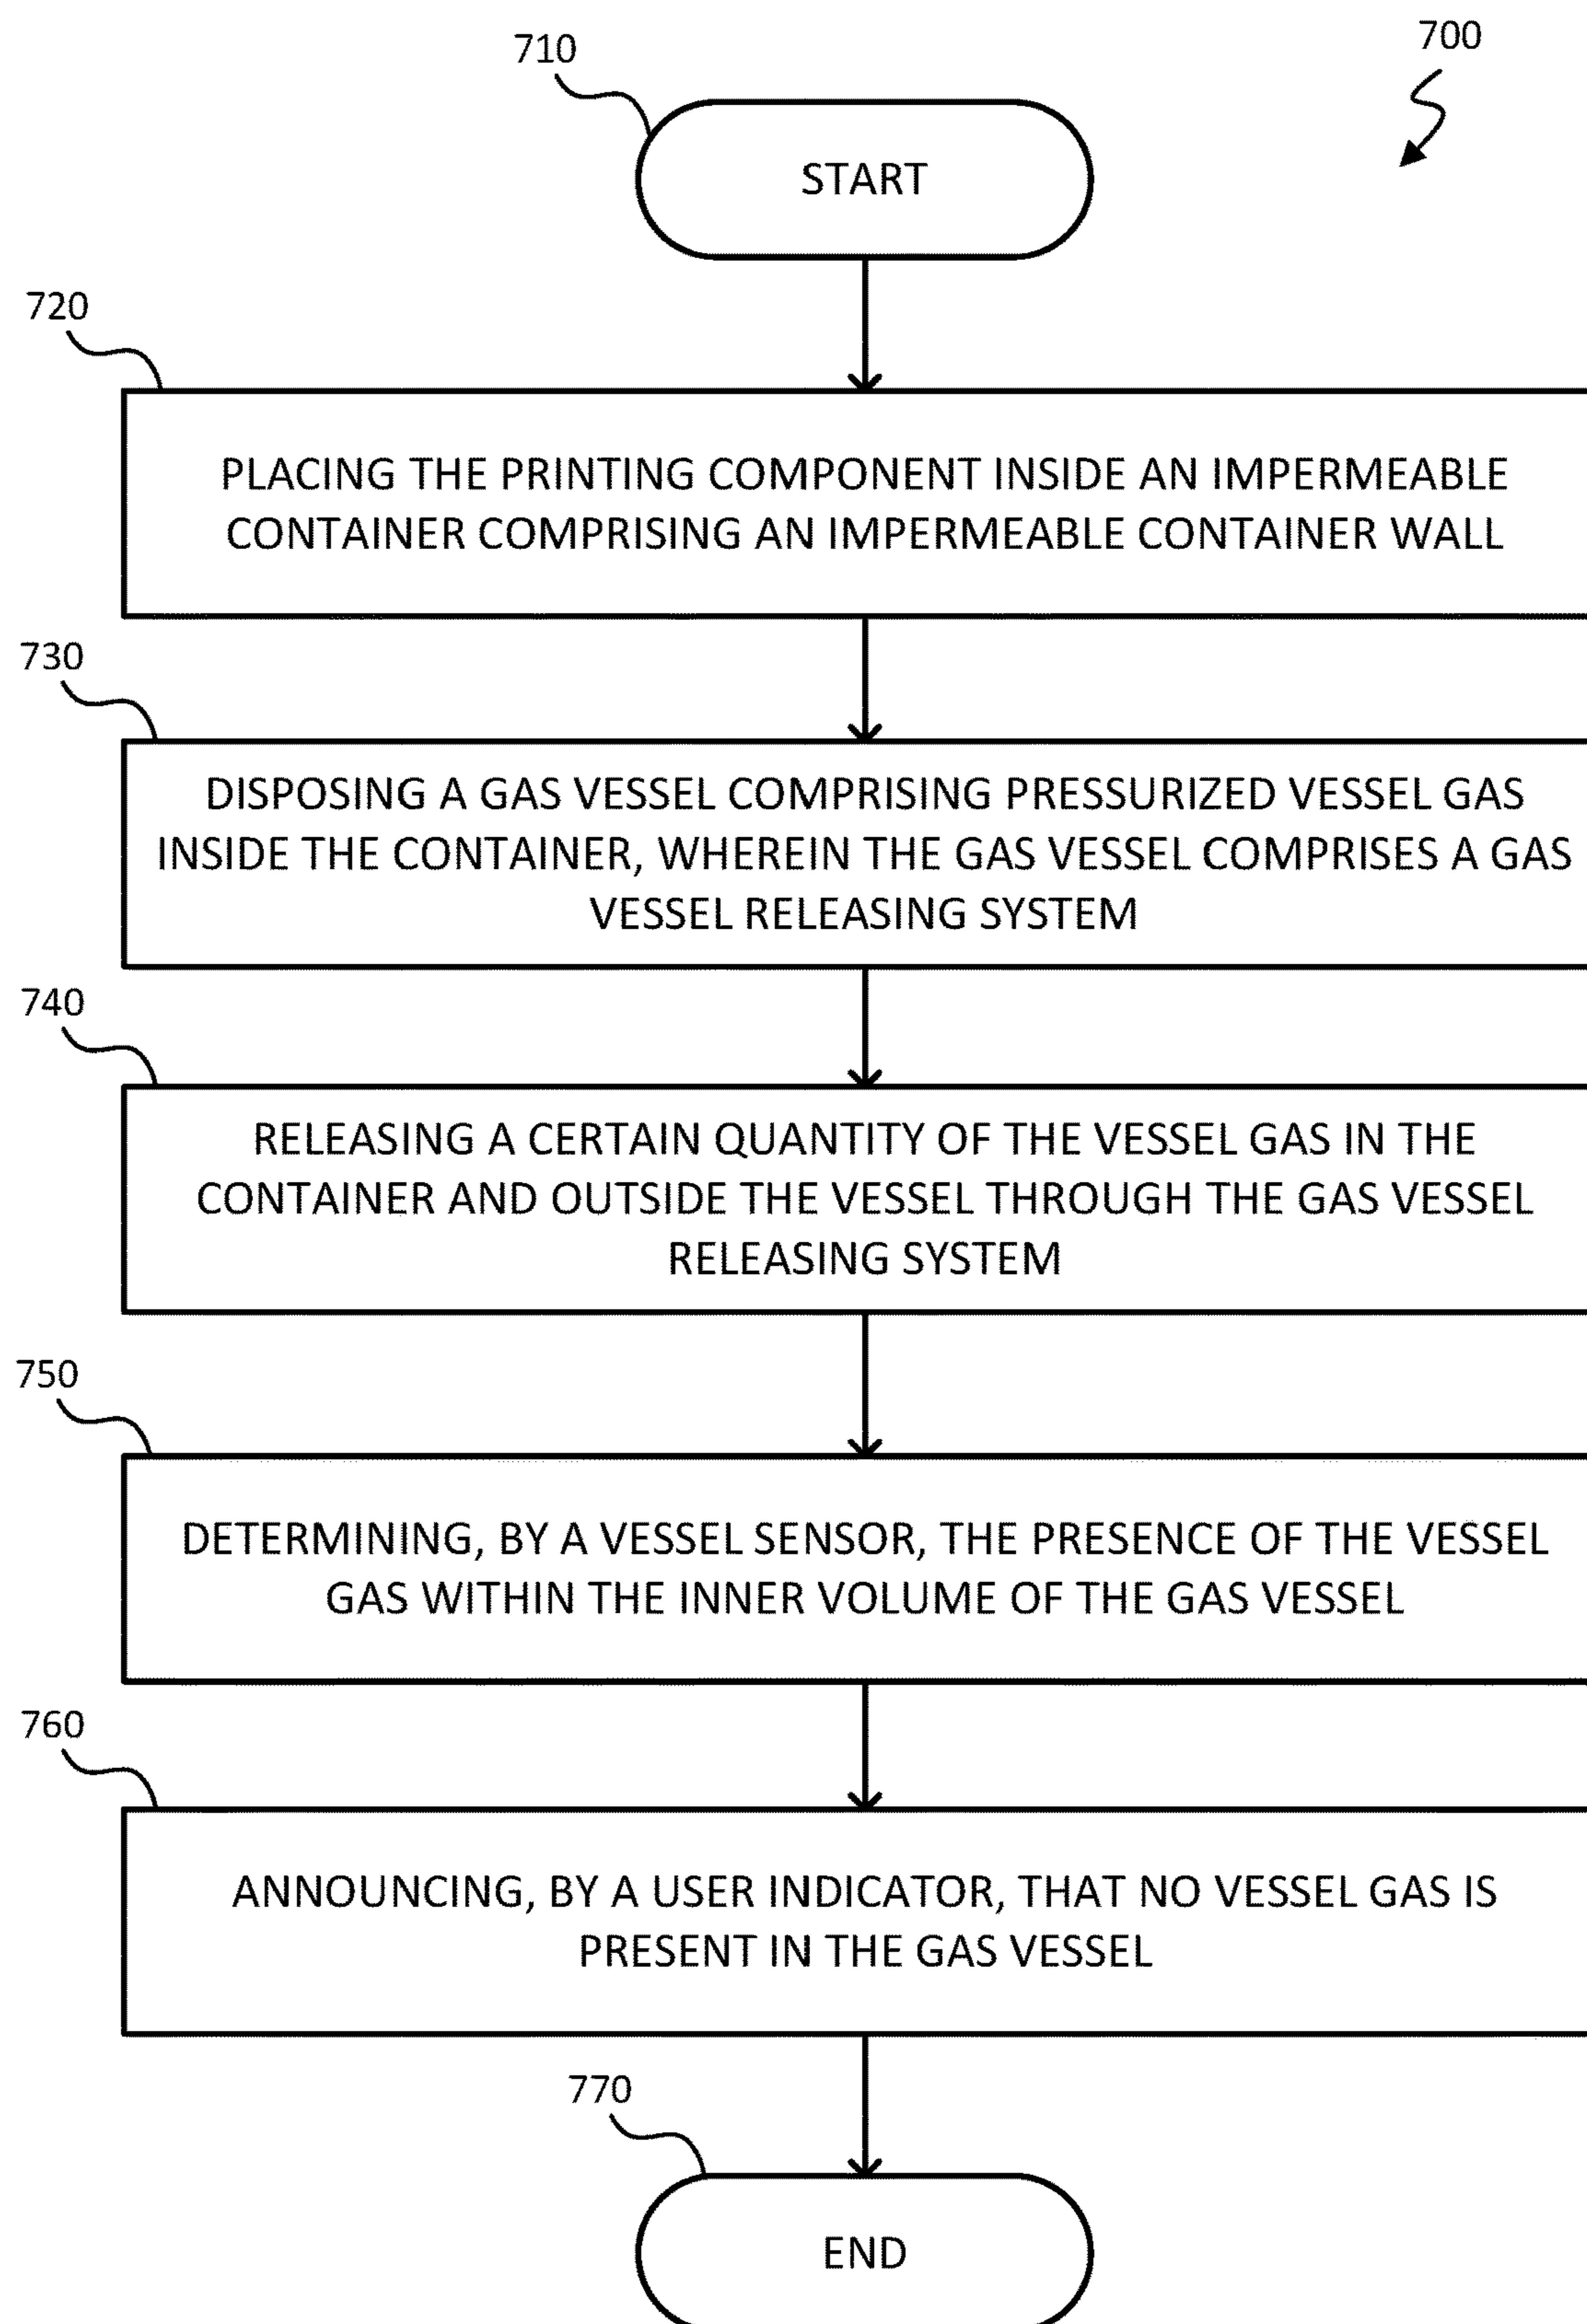 710
700
START
720
PLACING THE PRINTING COMPONENT INSIDE AN IMPERMEABLE
CONTAINER COMPRISING AN IMPERMEABLE CONTAINER WALL
730
DISPOSING A GAS VESSEL COMPRISING PRESSURIZED VESSEL GAS
INSIDE THE CONTAINER, WHEREIN THE GAS VESSEL COMPRISES A GAS
VESSEL RELEASING SYSTEM
740
RELEASING A CERTAIN QUANTITY OF THE VESSEL GAS IN THE
CONTAINER AND OUTSIDE THE VESSEL THROUGH THE GAS VESSEL
RELEASING SYSTEM
750
DETERMINING, BY A VESSEL SENSOR, THE PRESENCE OF THE VESSEL
GAS WITHIN THE INNER VOLUME OF THE GAS VESSEL
760
ANNOUNCING, BY A USER INDICATOR, THAT NO VESSEL GAS IS
PRESENT IN THE GAS VESSEL
770
END